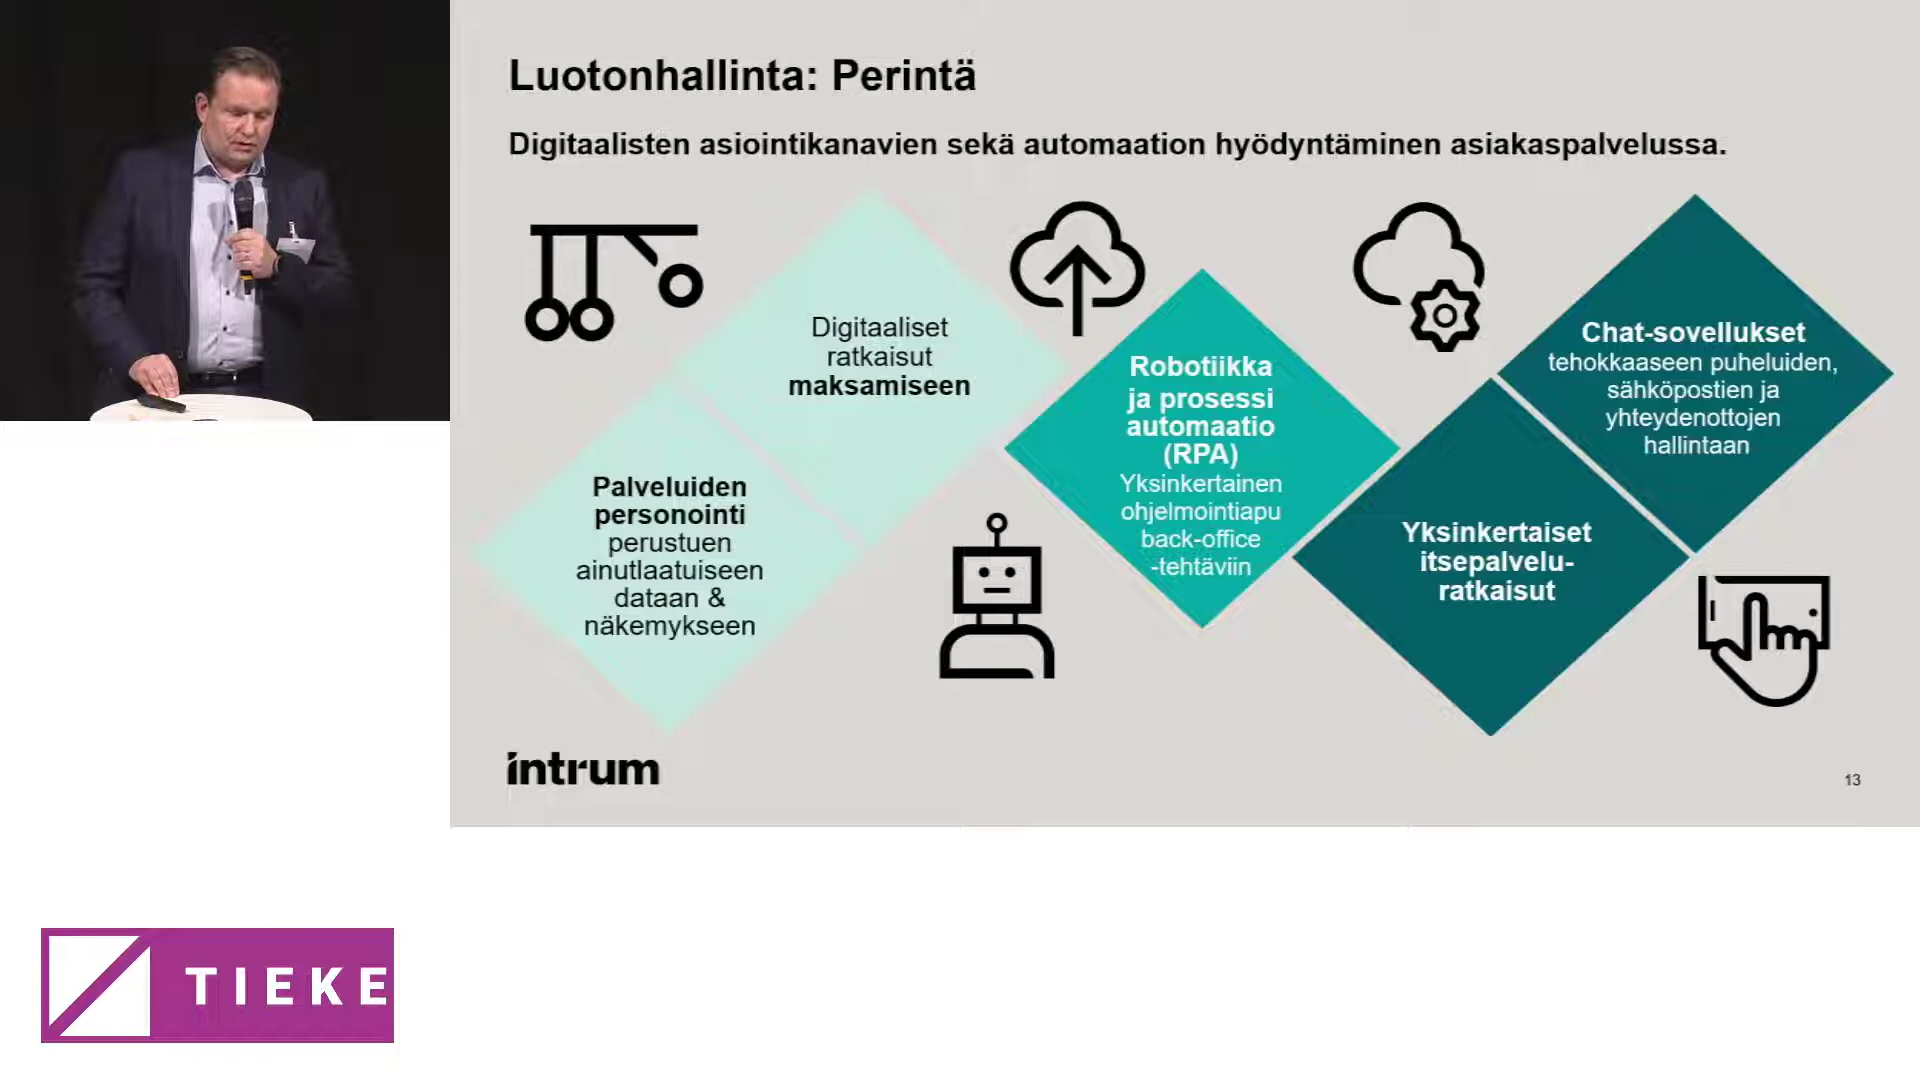 Luotonhallinta: Perintä
Digitaalisten asiointikanavien sekä automaation hyödyntäminen asiakaspalvelussa.
Palveluiden
personointi
perustuen
ainutlaatuiseen
dataan &
näkemykseen
Digitaaliset
ratkaisut
maksamiseen
Robotiikka
ja prosessi
automaatio
(RPA)
Yksinkertainen
ohjelmointiapu
back-office
-tehtäviin
Yksinkertaiset
itsepalvelu-
ratkaisut
Chat-sovellukset
tehokkaaseen puheluiden,
sähköpostien ja
yhteydenottojen
hallintaan
intrum
13
TIEKE